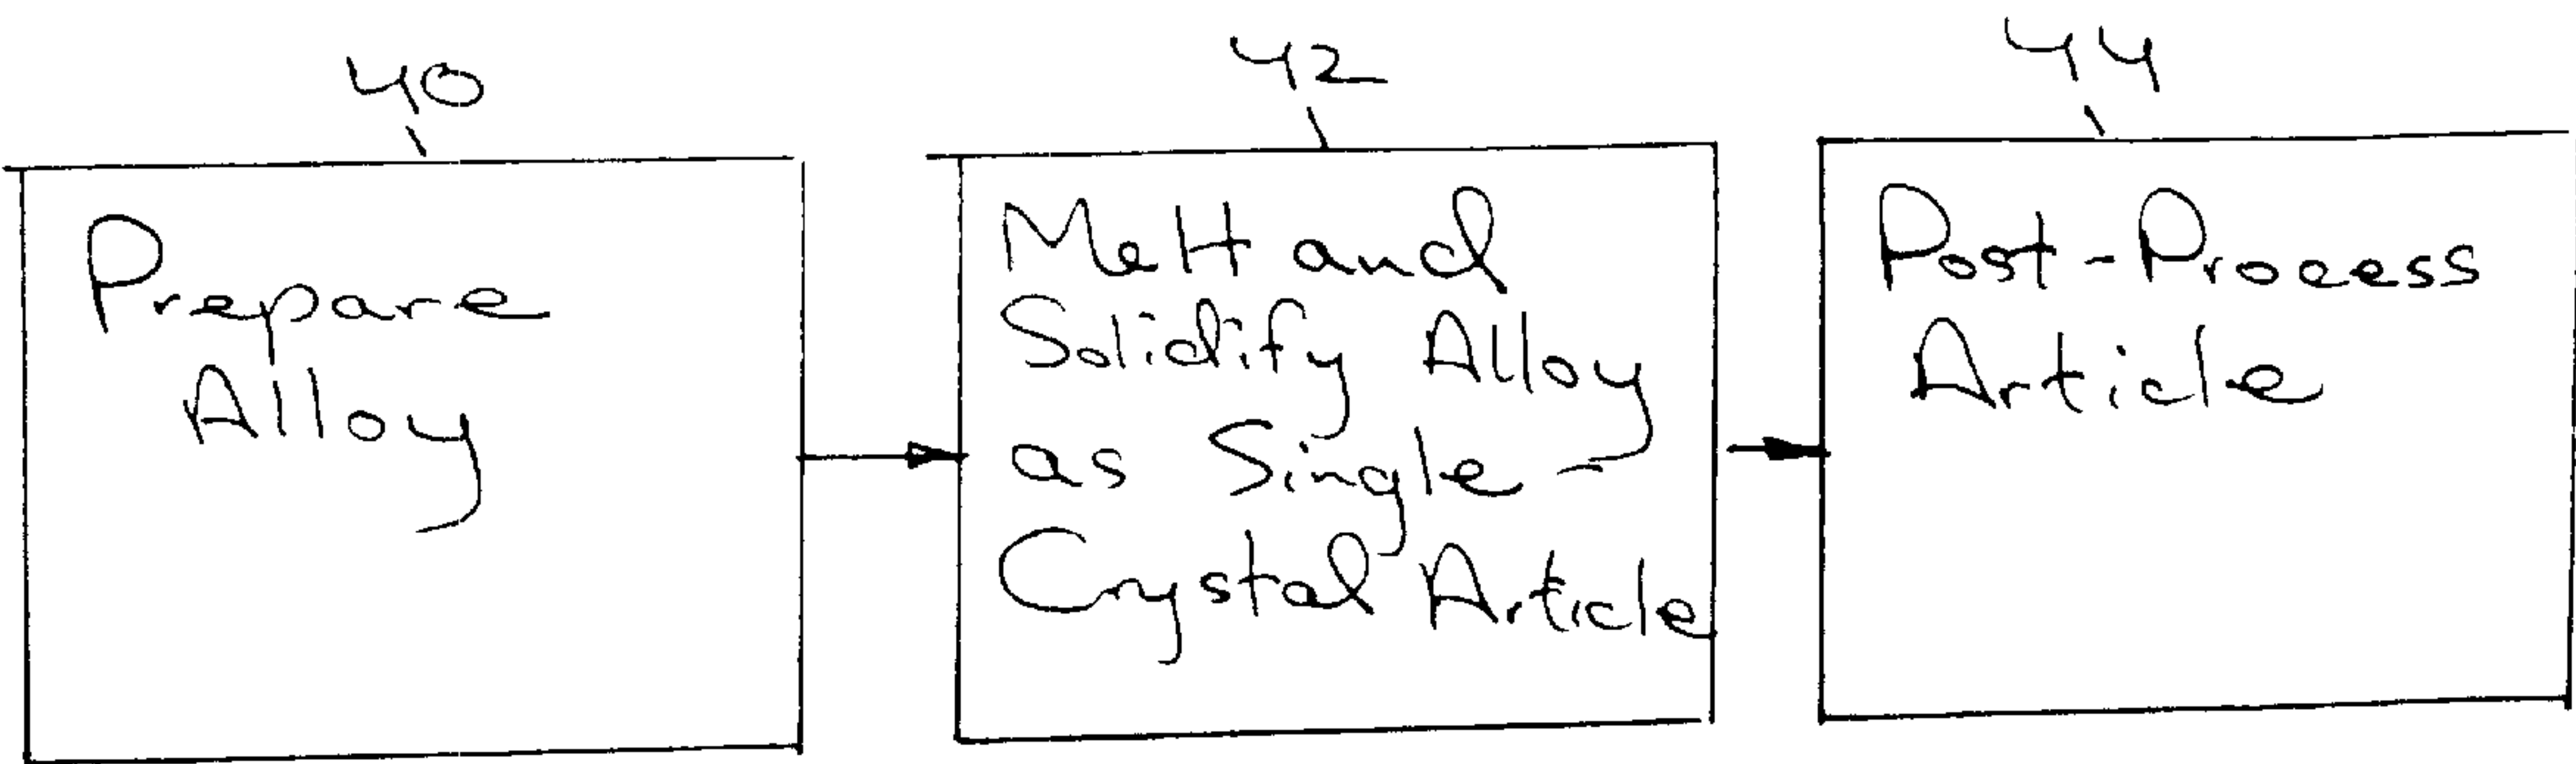 40
Prepare
Alloy
42
Melt and
Solidify Alloy
as Single-
Crystal Article
44
Post-Process
Article